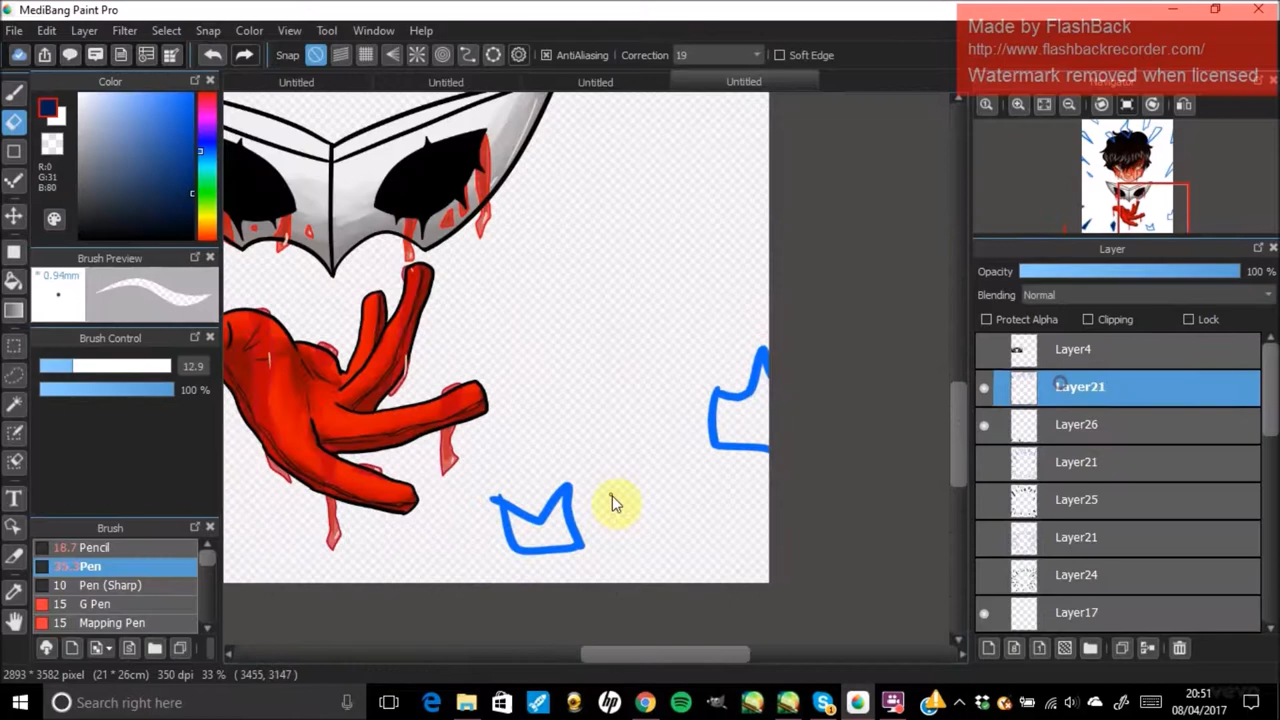 MediBang Paint Pro
Made by FlashBack
http://www.flashbackrecorder.com/
Watermark removed when licensed
File Edit View Layer Filter Select Snap Color Tool Window Help
Snap AntiAliasing Correction 19 Soft Edge
Color Untitled Untitled Untitled Untitled Navigator
R:0
G:31
B:80
Brush Preview
* 0.94mm
Brush Control
12.9
100 %
Brush
18.7 Pencil
35.3 Pen
10 Pen (Sharp)
15 G Pen
15 Mapping Pen
Layer
Opacity 100 %
Blending Normal
Protect Alpha Clipping Lock
Layer4
Layer21
Layer26
Layer21
Layer25
Layer21
Layer24
Layer17
2893 * 3582 pixel (21 * 26cm) 350 dpi 33 % ( 3455, 3147 )
Search right here
20:51
08/04/2017
vevo